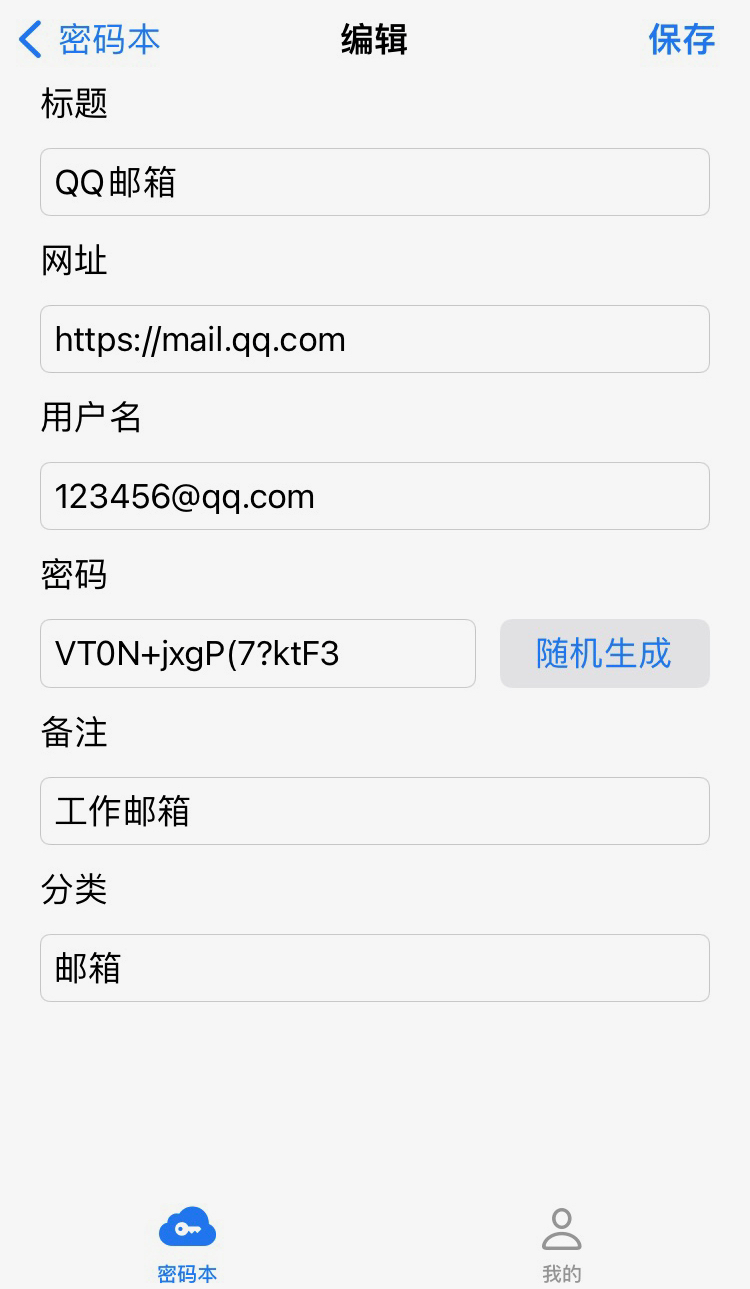 密码本 编辑 保存
标题
QQ邮箱
网址
https://mail.qq.com
用户名
123456@qq.com
密码
VT0N+jxgP(7?ktF3 随机生成
备注
工作邮箱
分类
邮箱
密码本 我的